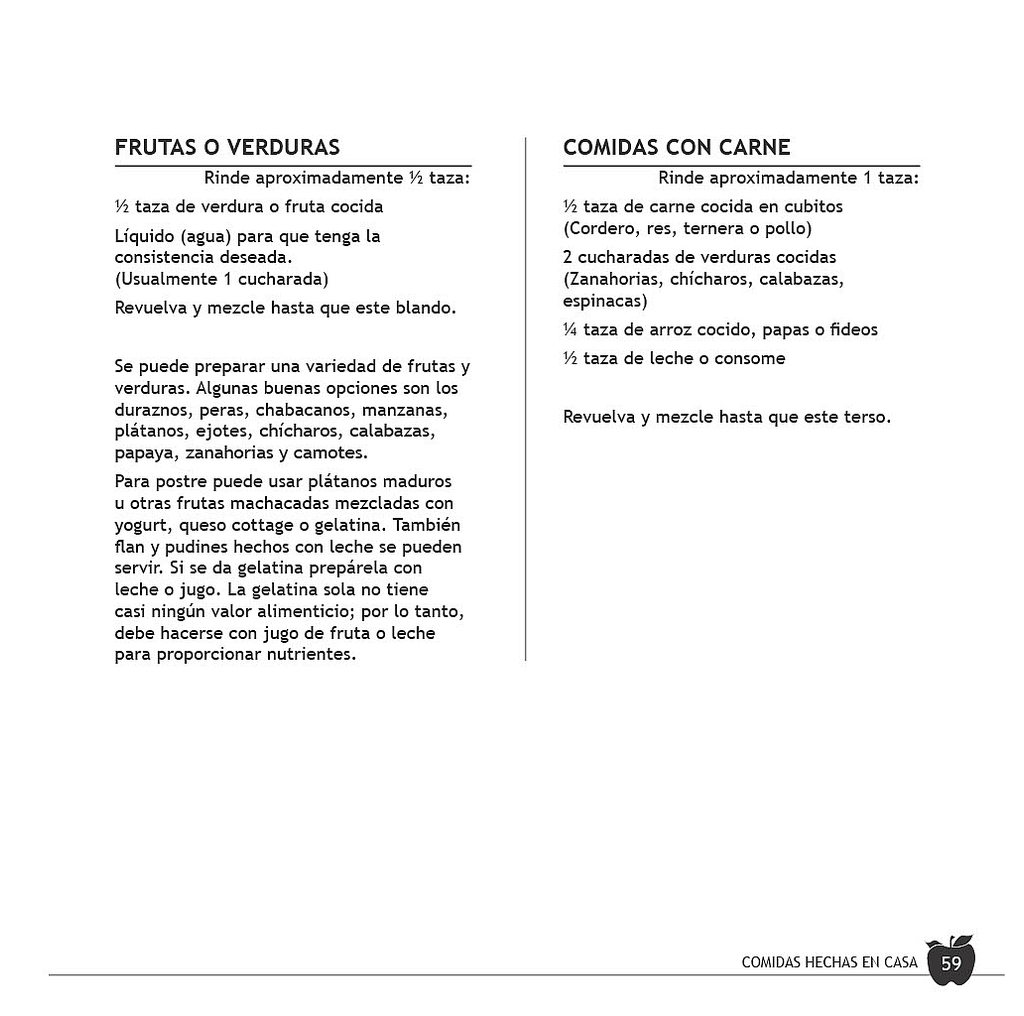 FRUTAS O VERDURAS
Rinde aproximadamente ½ taza:
½ taza de verdura o fruta cocida
Líquido (agua) para que tenga la
consistencia deseada.
(Usualmente 1 cucharada)
Revuelva y mezcle hasta que este blando.
Se puede preparar una variedad de frutas y
verduras. Algunas buenas opciones son los
duraznos, peras, chabacanos, manzanas,
plátanos, ejotes, chícharos, calabazas,
papaya, zanahorias y camotes.
Para postre puede usar plátanos maduros
u otras frutas machacadas mezcladas con
yogurt, queso cottage o gelatina. También
flan y pudines hechos con leche se pueden
servir. Si se da gelatina prepárela con
leche o jugo. La gelatina sola no tiene
casi ningún valor alimenticio; por lo tanto,
debe hacerse con jugo de fruta o leche
para proporcionar nutrientes.
COMIDAS CON CARNE
Rinde aproximadamente 1 taza:
½ taza de carne cocida en cubitos
(Cordero, res, ternera o pollo)
2 cucharadas de verduras cocidas
(Zanahorias, chícharos, calabazas,
espinacas)
¼ taza de arroz cocido, papas o fideos
½ taza de leche o consome
Revuelva y mezcle hasta que este terso.
COMIDAS HECHAS EN CASA 59